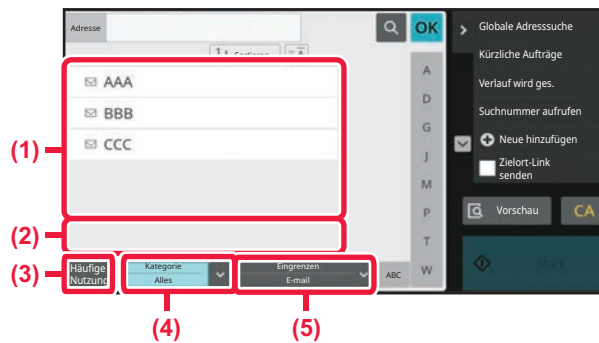 Adresse
OK
Globale Adresssuche
Kürzliche Aufträge
Verlauf wird ges.
Suchnummer aufrufen
Neue hinzufügen
Zielort-Link
senden
Vorschau
CA
Start
Sortieren
AAA
BBB
CCC
A
D
G
J
M
P
T
W
ABC
Häufige
Nutzung
Kategorie
Alles
Eingrenzen
E-mail
(1)
(2)
(3)
(4)
(5)